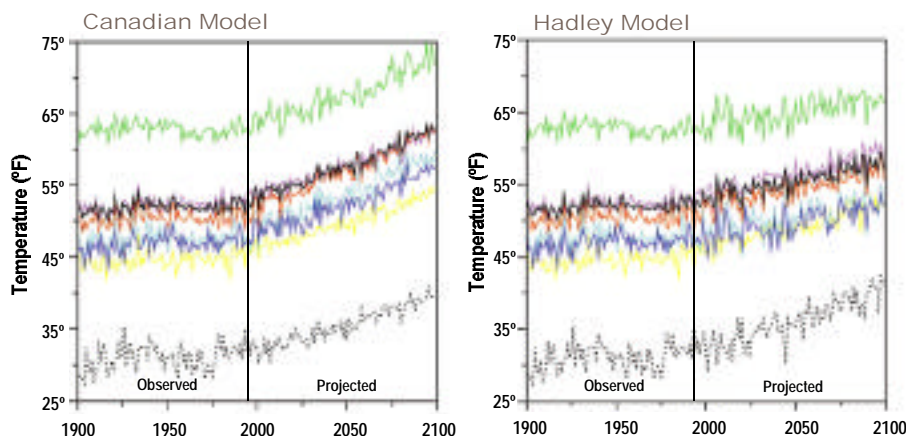 Canadian Model
Temperature (ºF)
75º
65º
55º
45º
35º
25º
Observed
Projected
1900
1950
2000
2050
2100
Hadley Model
Temperature (ºF)
75º
65º
55º
45º
35º
25º
Observed
Projected
1900
1950
2000
2050
2100